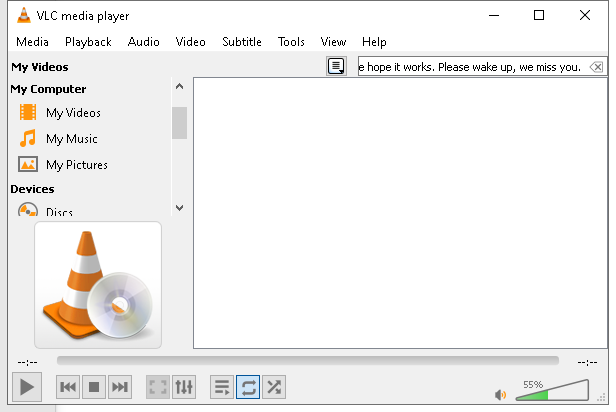 VLC media player
Media Playback Audio Video Subtitle Tools View Help
My Videos
e hope it works. Please wake up, we miss you.
My Computer
My Videos
My Music
My Pictures
Devices
Discs
--:-- --:--
55%